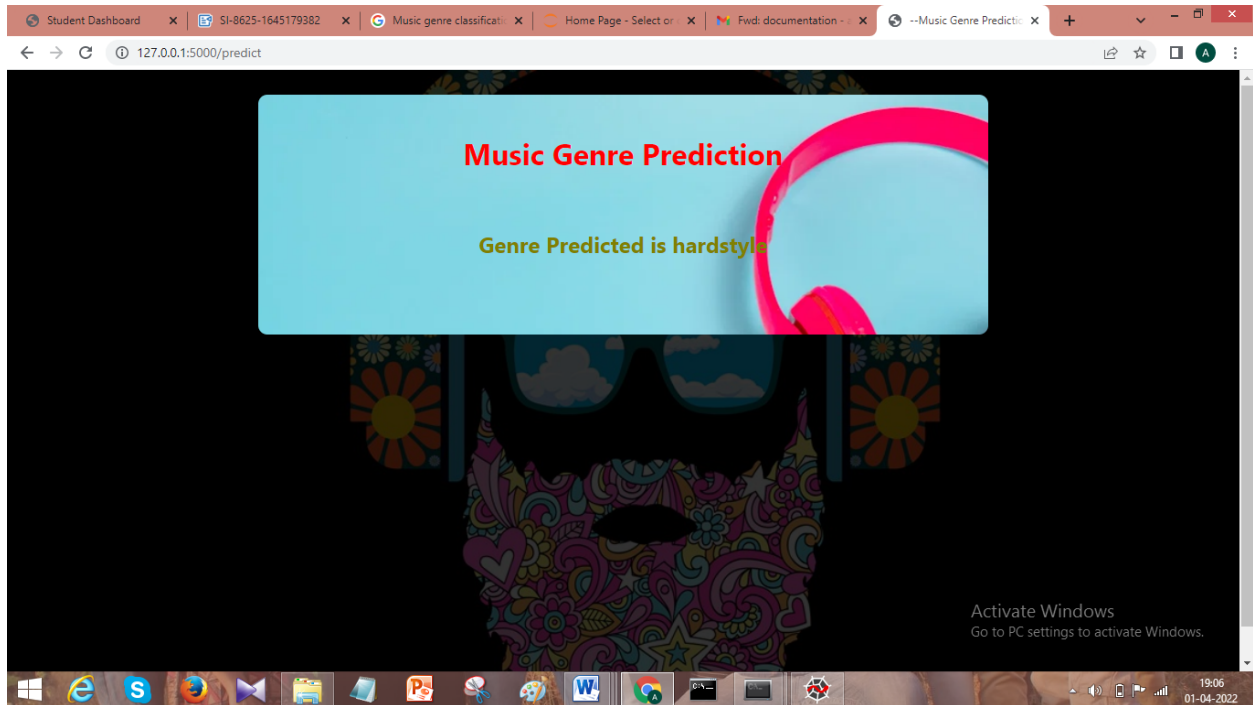 Student Dashboard
SI-8625-1645179382
Music genre classificatio
Home Page - Select or
Fwd: documentation -
--Music Genre Predictio
127.0.0.1:5000/predict
A
Music Genre Prediction
Genre Predicted is hardstyle
Activate Windows
Go to PC settings to activate Windows.
19:06
01-04-2022